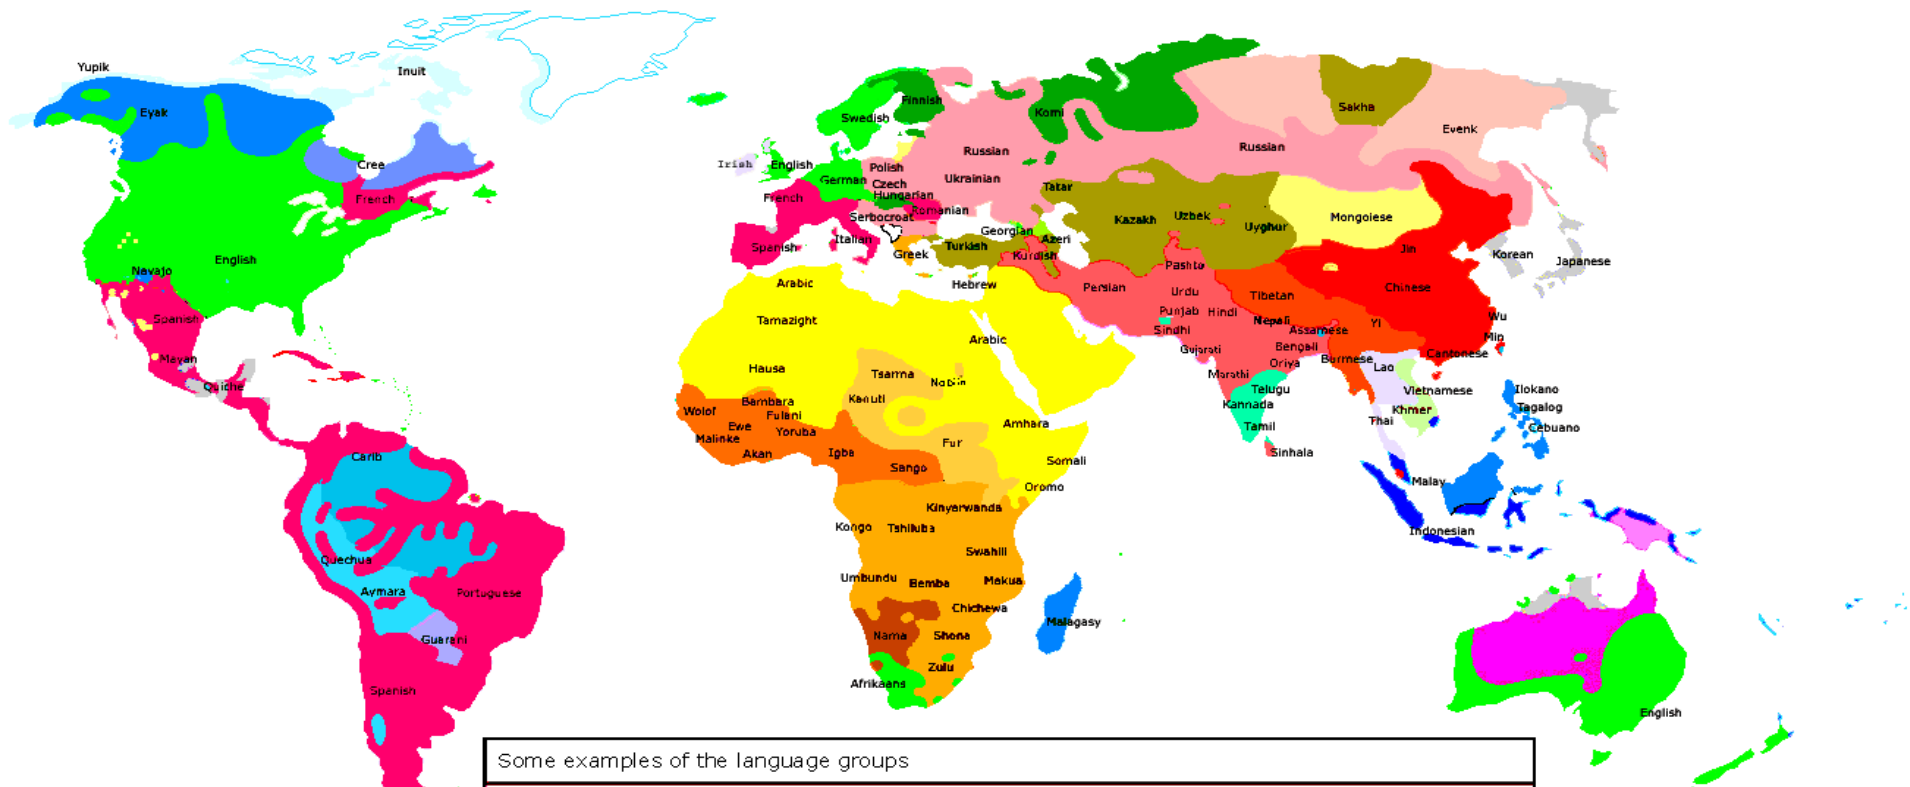 Yupik
Inuit
Eyak
Cree
French
English
Navajo
Spanish
Mayan
Quiche
Carib
Quechua
Aymara
Portuguese
Guarani
Spanish
Finnish
Swedish
Irish
English
German
Polish
Czech
Hungarian
French
Romanian
Serbocroat
Spanish
Italian
Greek
Turkish
Georgian
Azeri
Kurdish
Hebrew
Russian
Ukrainian
Tatar
Komi
Russian
Sakha
Evenk
Kazakh
Uzbek
Uyghur
Mongolese
Jin
Korean
Japanese
Chinese
Pashto
Persian
Urdu
Punjab
Hindi
Sindhi
Gujarati
Marathi
Nepali
Assamese
Bengali
Oriya
Tibetan
Yi
Wu
Min
Cantonese
Burmese
Lao
Vietnamese
Khmer
Thai
Telugu
Kannada
Tamil
Sinhala
Ilokano
Tagalog
Cebuano
Malay
Indonesian
Arabic
Tamazight
Arabic
Hausa
Tsarma
Kanuti
Bambara
Wolof
Fulani
Ewe
Yoruba
Malinke
Akan
Igba
Fur
Sango
Amhara
Somali
Oromo
Kinyarwanda
Kongo
Tshiluba
Swahili
Umbundu
Bemba
Makua
Chichewa
Nama
Shona
Malagasy
Zulu
Afrikaans
English
Some examples of the language groups